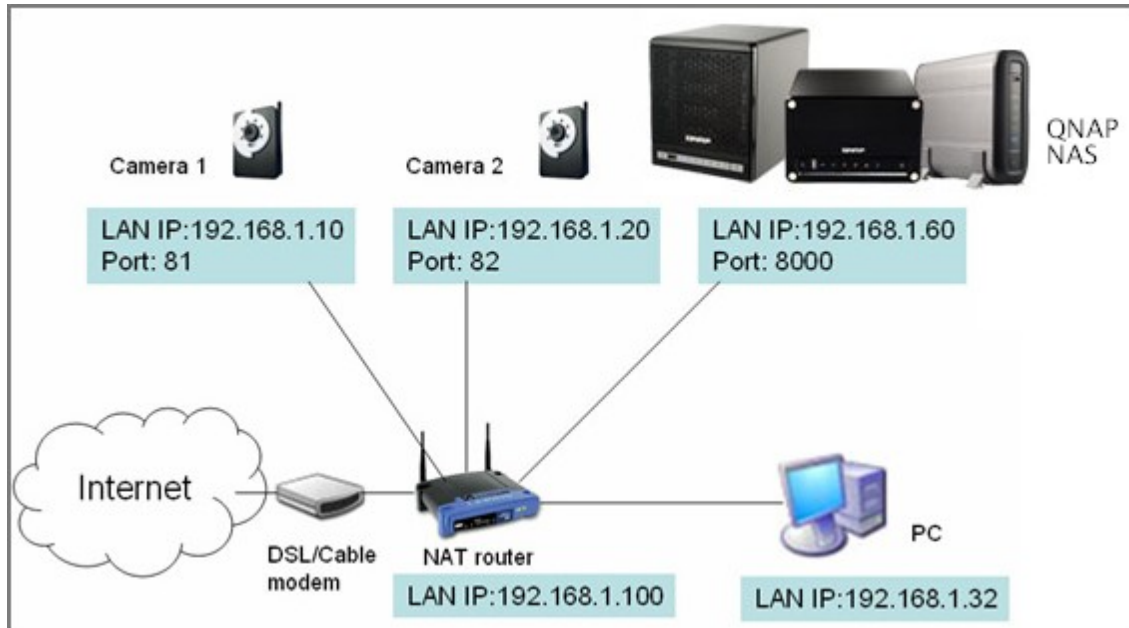 QNAP
NAS
Camera 1
Camera 2
LAN IP:192.168.1.10
Port: 81
LAN IP:192.168.1.20
Port: 82
LAN IP:192.168.1.60
Port: 8000
Internet
DSL/Cable
modem
NAT router
PC
LAN IP:192.168.1.100
LAN IP:192.168.1.32